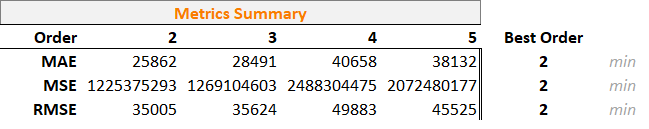 Metrics Summary
Order 2 3 4 5 Best Order
MAE 25862 28491 40658 38132 2 min
MSE 1225375293 1269104603 2488304475 2072480177 2 min
RMSE 35005 35624 49883 45525 2 min